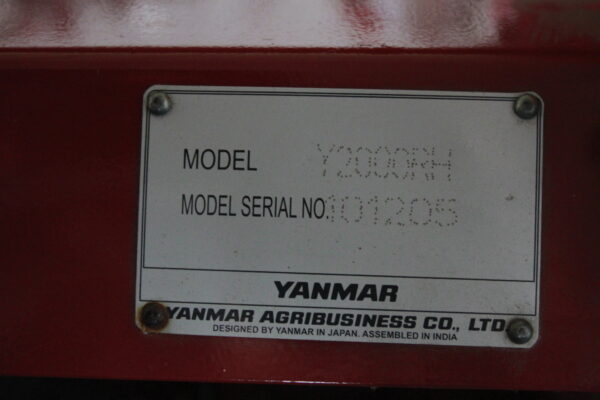 MODEL Y2000RH
MODEL SERIAL NO. 101205
YANMAR
YANMAR AGRIBUSINESS CO., LTD.
DESIGNED BY YANMAR IN JAPAN. ASSEMBLED IN INDIA